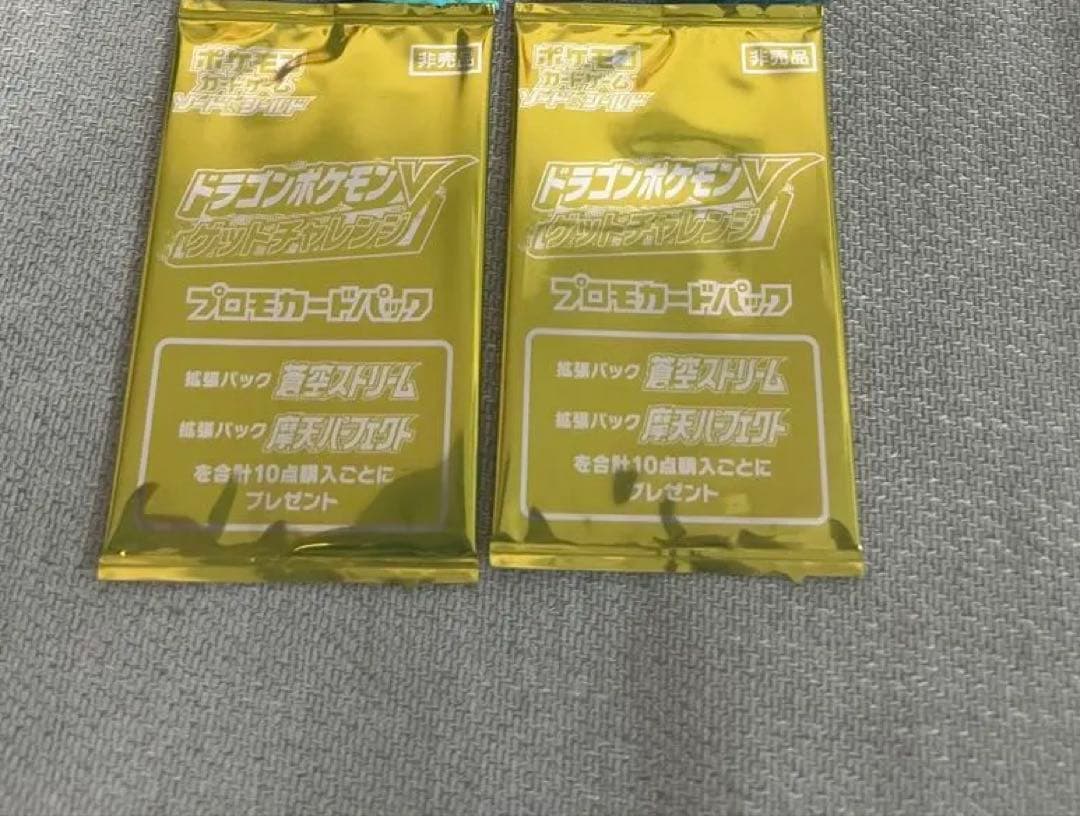 ポケモン
カードゲーム
ソード&シールド
非売品
ドラゴンポケモンV
ゲットチャレンジ
プロモカードパック
拡張パック 蒼空ストリーム
拡張パック 摩天パーフェクト
を合計10点購入ごとに
プレゼント
ポケモン
カードゲーム
ソード&シールド
非売品
ドラゴンポケモンV
ゲットチャレンジ
プロモカードパック
拡張パック 蒼空ストリーム
拡張パック 摩天パーフェクト
を合計10点購入ごとに
プレゼント